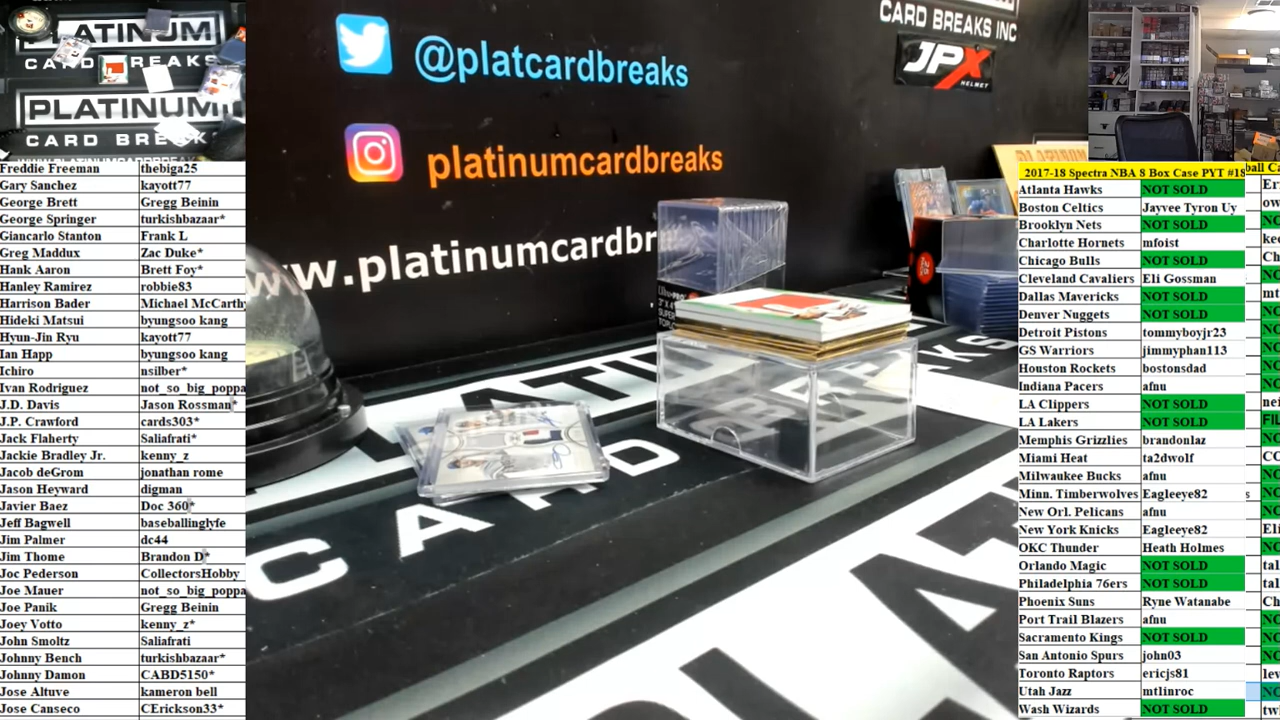 PLATINUM
CARD BREAKS
PLATINUM
CARD BREAK
Freddie Freeman thebiga25
Gary Sanchez kayott77
George Brett Gregg Beinin
George Springer turkishbazaar*
Giancarlo Stanton Frank L
Greg Maddux Zac Duke*
Hank Aaron Brett Foy*
Hanley Ramirez robbie83
Harrison Bader Michael McCarth
Hideki Matsui byungsoo kang
Hyun-Jin Ryu kayott77
Ian Happ byungsoo kang
Ichiro nsilber*
Ivan Rodriguez not_so_big_poppa
J.D. Davis Jason Rossman*
J.P. Crawford cards303*
Jack Flaherty Saliafrati*
Jackie Bradley Jr. kenny_z
Jacob deGrom jonathan rome
Jason Heyward digman
Javier Baez Doc 360*
Jeff Bagwell baseballinglyfe
Jim Palmer dc44
Jim Thome Brandon D*
Joc Pederson CollectorsHobby
Joe Mauer not_so_big_poppa
Joe Panik Gregg Beinin
Joey Votto kenny_z*
John Smoltz Saliafrati
Johnny Bench turkishbazaar*
Johnny Damon CABD5150*
Jose Altuve kameron bell
Jose Canseco CErickson33*
@platcardbreaks
platinumcardbreaks
www.platinumcardbr
CARD BREAKS INC
JPX
HELMET
CARD
2017-18 Spectra NBA 8 Box Case PYT #18
Atlanta Hawks NOT SOLD
Boston Celtics Jayvee Tyron Uy
Brooklyn Nets NOT SOLD
Charlotte Hornets mfoist
Chicago Bulls NOT SOLD
Cleveland Cavaliers Eli Gossman
Dallas Mavericks NOT SOLD
Denver Nuggets NOT SOLD
Detroit Pistons tommyboyjr23
GS Warriors jimmyphan113
Houston Rockets bostonsdad
Indiana Pacers afnu
LA Clippers NOT SOLD
LA Lakers NOT SOLD
Memphis Grizzlies brandonlaz
Miami Heat ta2dwolf
Milwaukee Bucks afnu
Minn. Timberwolves Eagleeye82
New Orl. Pelicans afnu
New York Knicks Eagleeye82
OKC Thunder Heath Holmes
Orlando Magic NOT SOLD
Philadelphia 76ers NOT SOLD
Phoenix Suns Ryne Watanabe
Port Trail Blazers afnu
Sacramento Kings NOT SOLD
San Antonio Spurs john03
Toronto Raptors ericjs81
Utah Jazz mtlinroc
Wash Wizards NOT SOLD